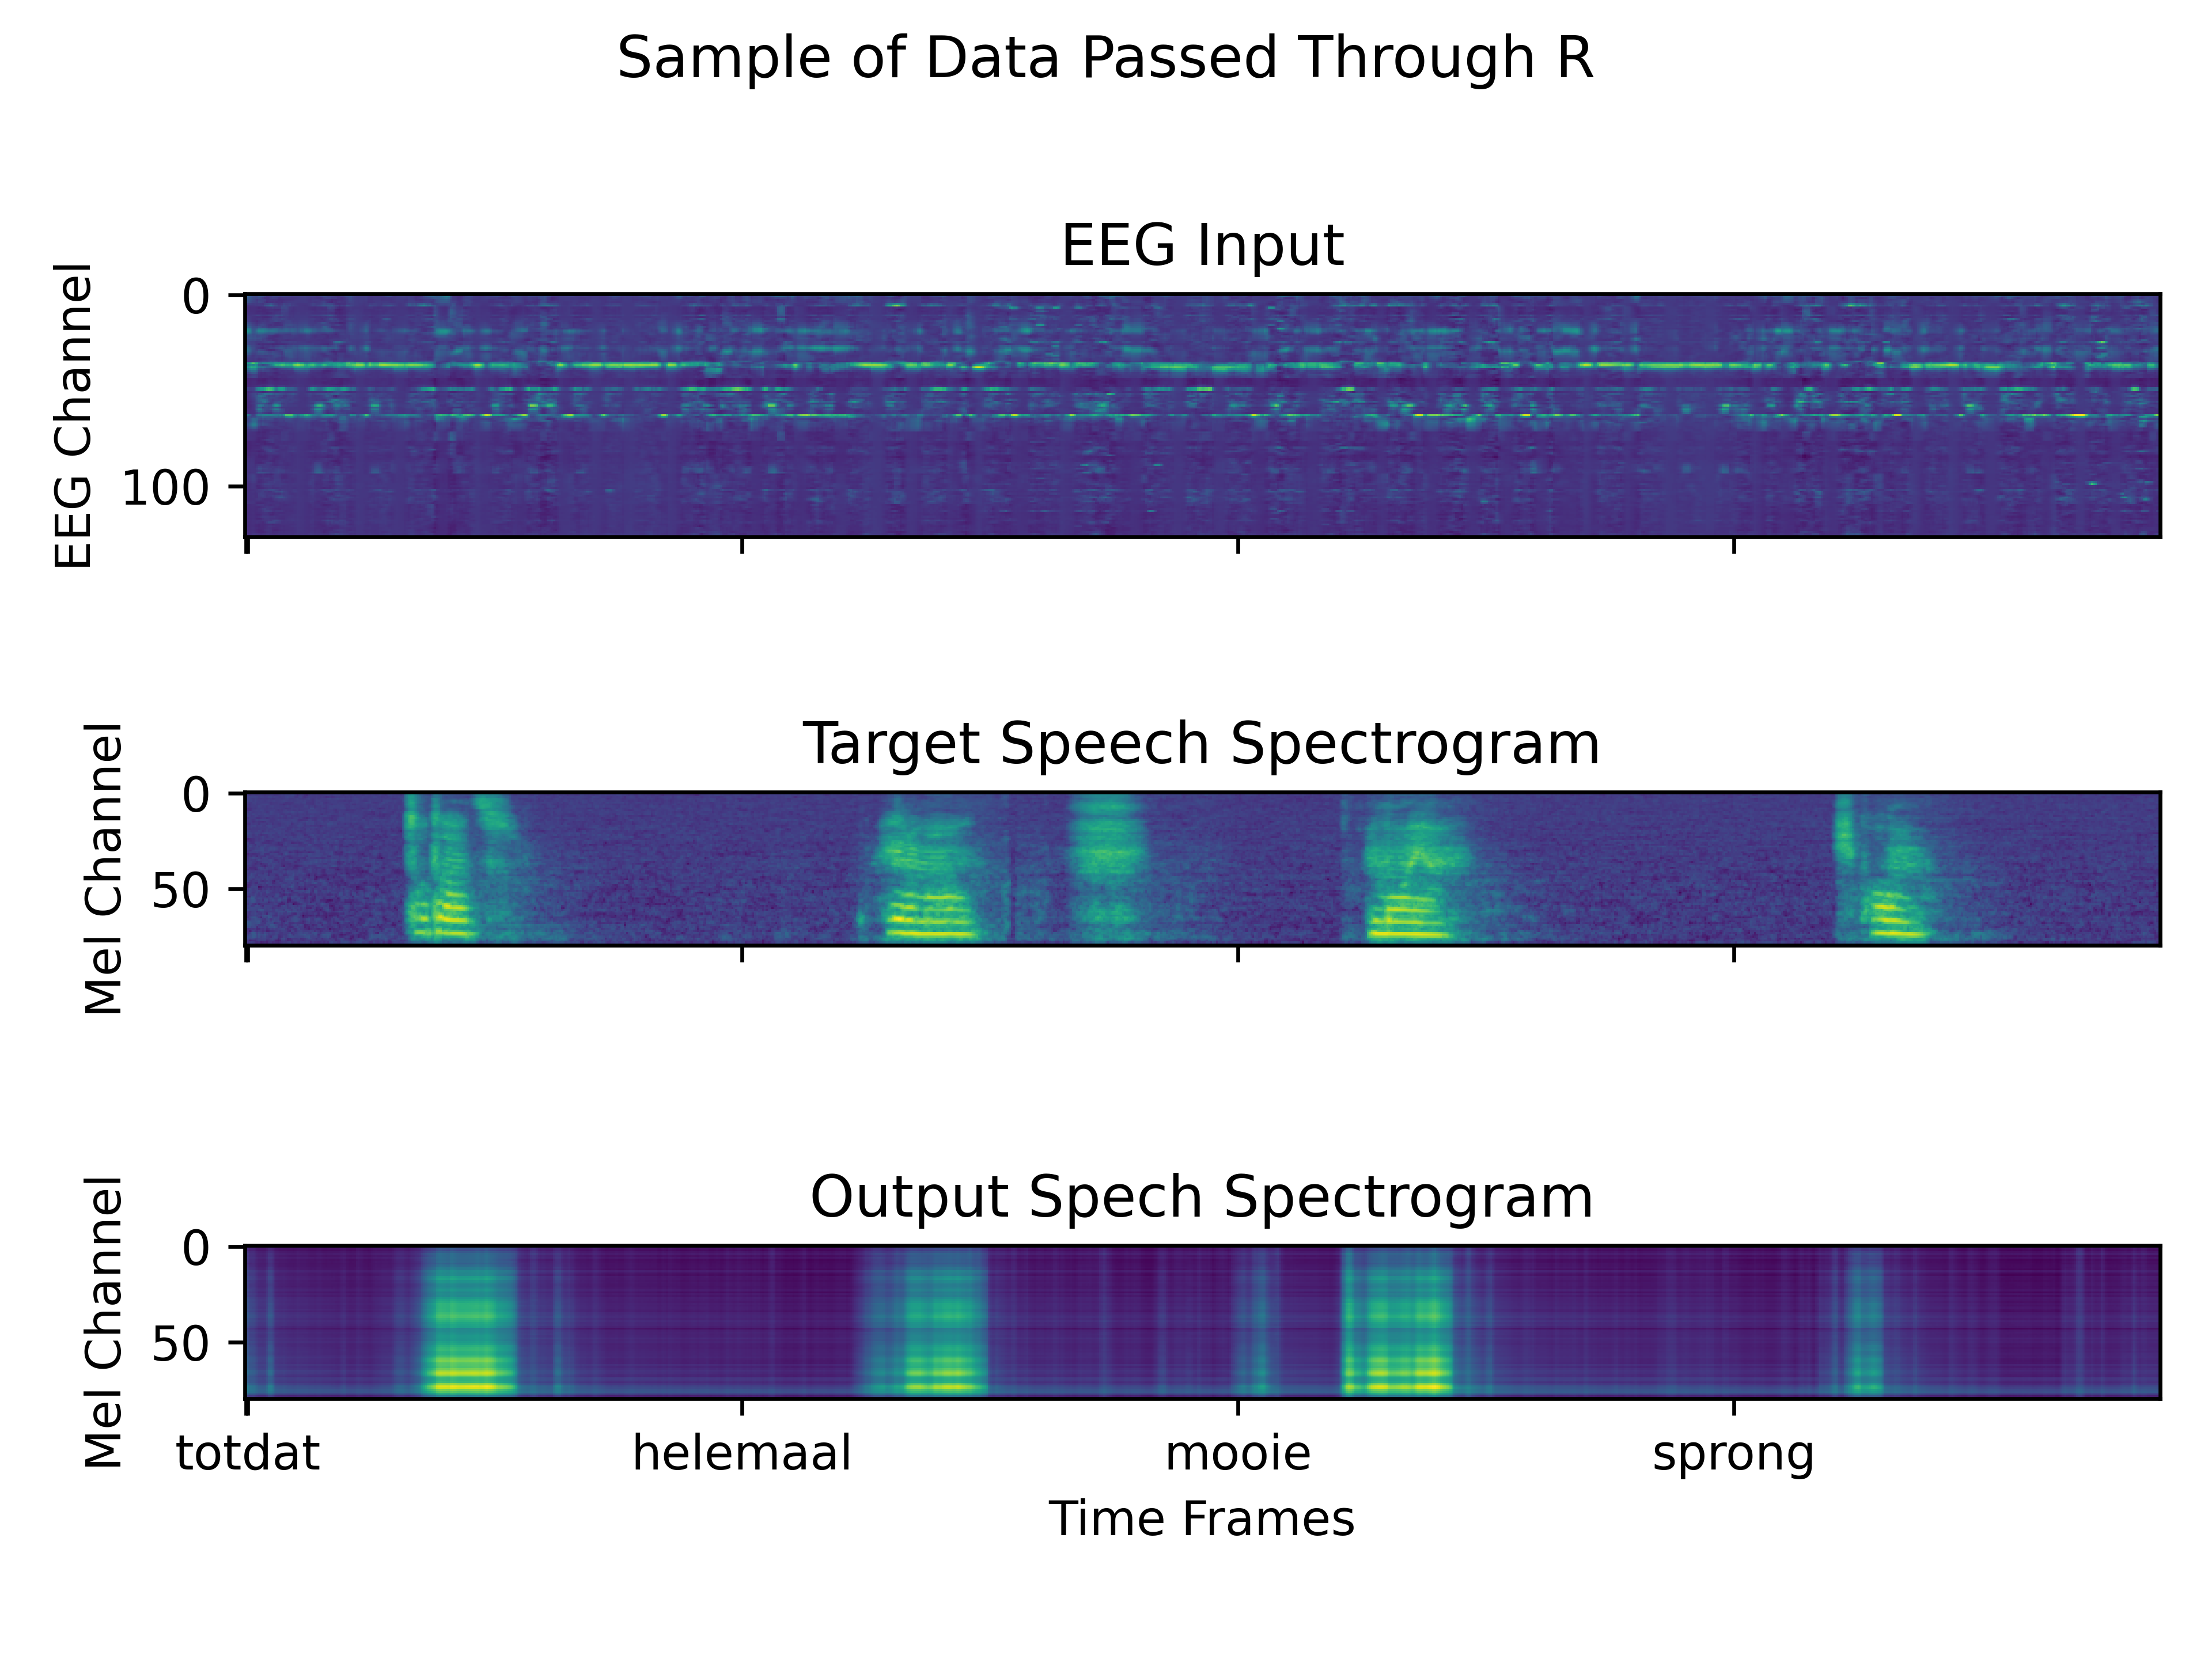 Sample of Data Passed Through R
EEG Input
EEG Channel
0
100
Target Speech Spectrogram
Mel Channel
0
50
Output Spech Spectrogram
Mel Channel
0
50
totdat helemaal mooie sprong
Time Frames